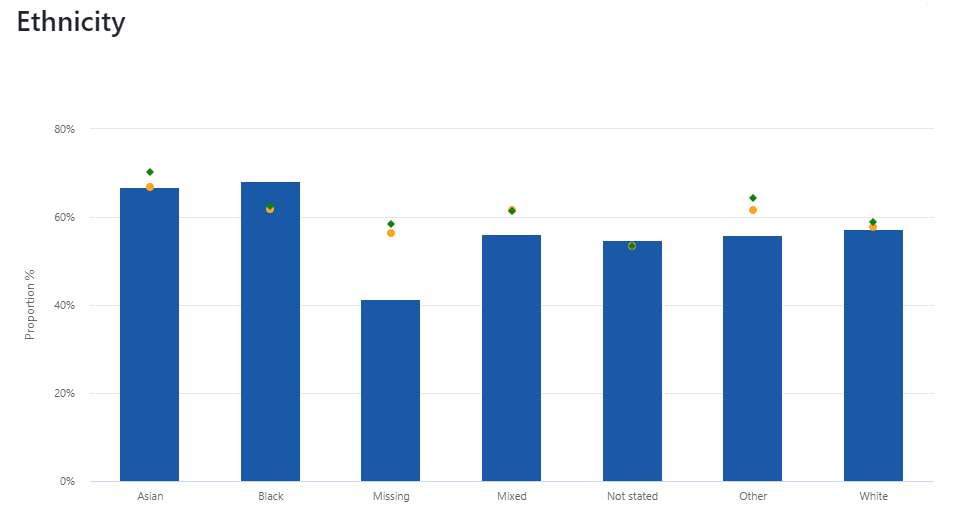 Ethnicity
80%
60%
40%
20%
0%
Proportion %
Asian Black Missing Mixed Not stated Other White